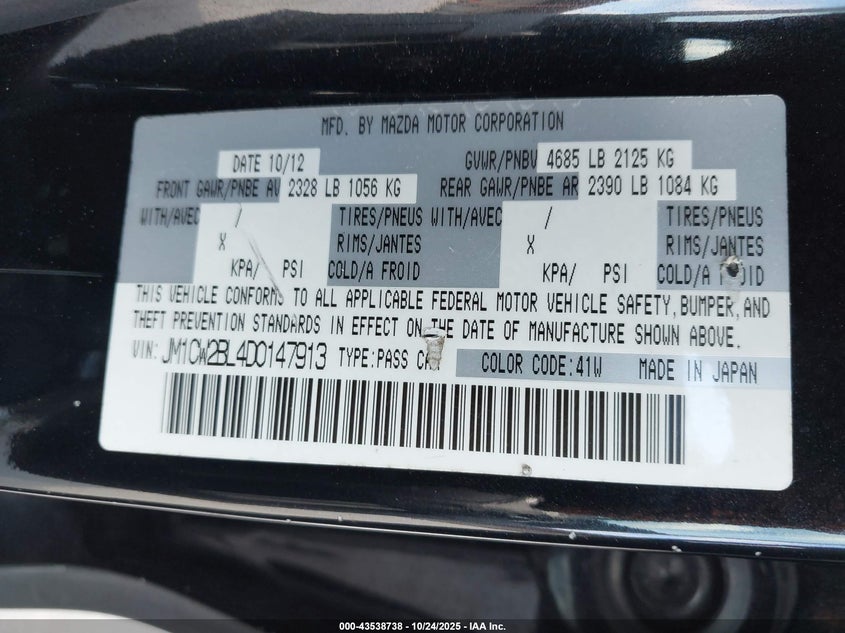 MFD. BY MAZDA MOTOR CORPORATION
DATE 10/12 GVWR/PNBV 4685 LB 2125 KG
FRONT GAWR/PNBE AV 2328 LB 1056 KG REAR GAWR/PNBE AR 2390 LB 1084 KG
WITH/AVEC / TIRES/PNEUS WITH/AVEC / TIRES/PNEUS
X RIMS/JANTES X RIMS/JANTES
KPA/ PSI COLD/A FROID KPA/ PSI COLD/A FROID
THIS VEHICLE CONFORMS TO ALL APPLICABLE FEDERAL MOTOR VEHICLE SAFETY, BUMPER, AND
THEFT PREVENTION STANDARDS IN EFFECT ON THE DATE OF MANUFACTURE SHOWN ABOVE.
VIN: JM1CW2BL4D0147913 TYPE:PASS CAR COLOR CODE:41W MADE IN JAPAN
000-43538738 - 10/24/2025 - IAA Inc.